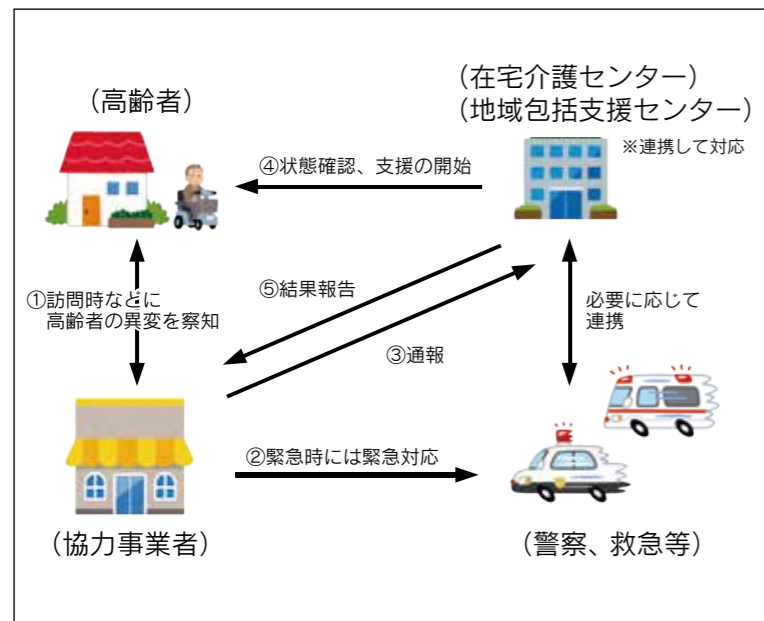 （高齢者）
（在宅介護センター）
（地域包括支援センター）
※連携して対応
④状態確認、支援の開始
①訪問時などに
高齢者の異変を察知
⑤結果報告
③通報
必要に応じて
連携
②緊急時には緊急対応
（協力事業者）
（警察、救急等）